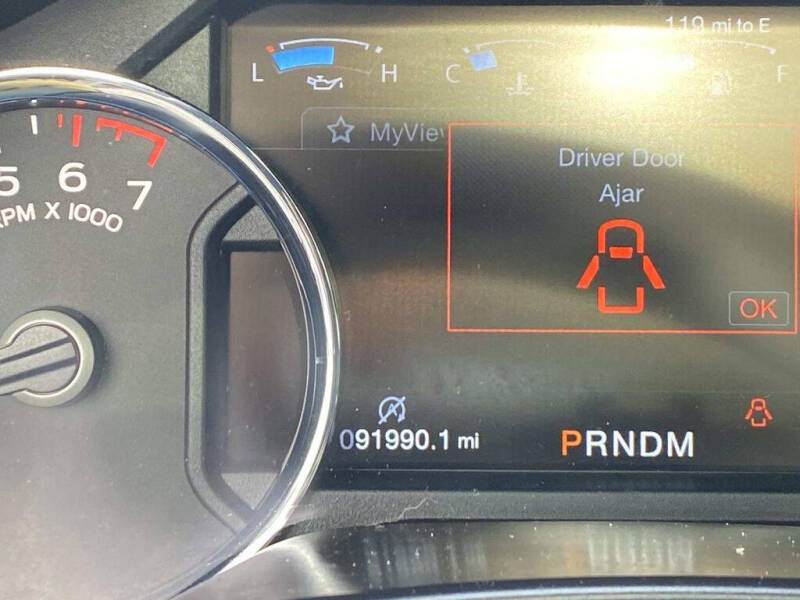 119 mi to E
L H C F
MyView
Driver Door
Ajar
5 6 7
RPM X 1000
OK
A
091990.1 mi
PRNDM